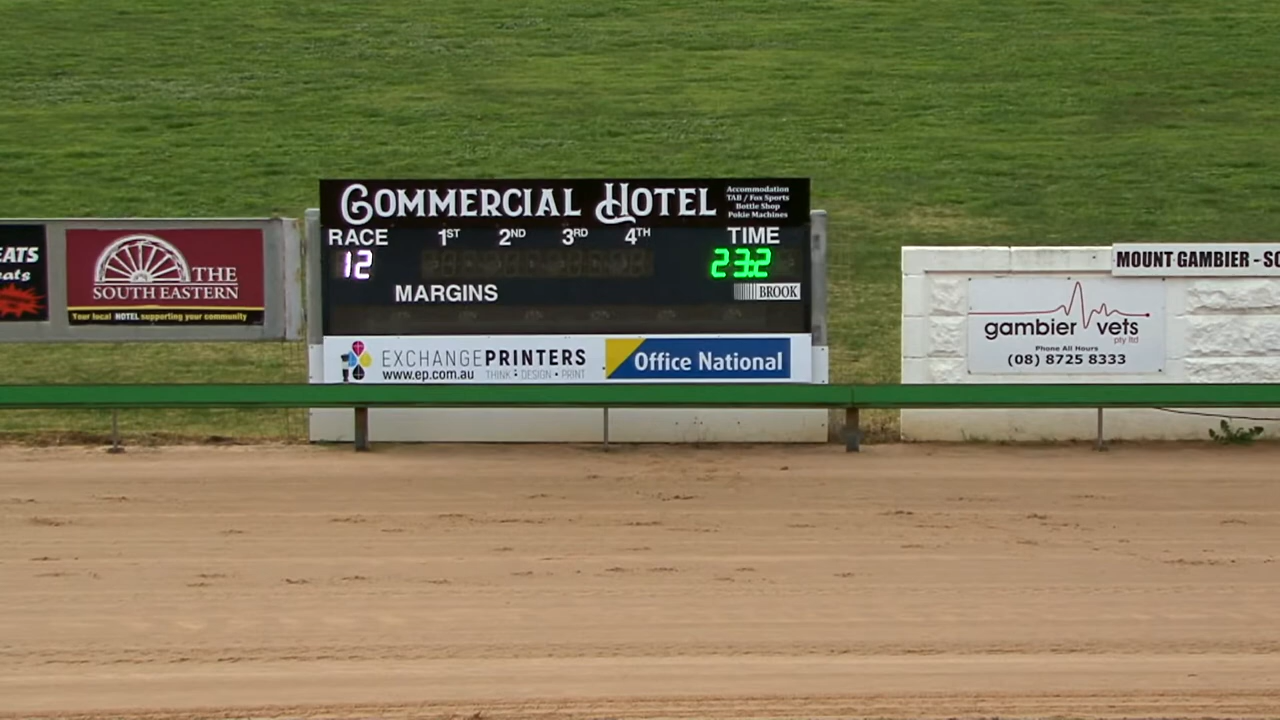 EATS
eats
THE
SOUTH EASTERN
Your local HOTEL supporting your community
COMMERCIAL HOTEL
Accommodation
TAB / Fox Sports
Bottle Shop
Pokie Machines
RACE 1ST 2ND 3RD 4TH TIME
12 23.2
MARGINS
BROOK
EXCHANGEPRINTERS
www.ep.com.au THINK • DESIGN • PRINT
Office National
MOUNT GAMBIER - SO
gambier vets
pty ltd
Phone All Hours
(08) 8725 8333